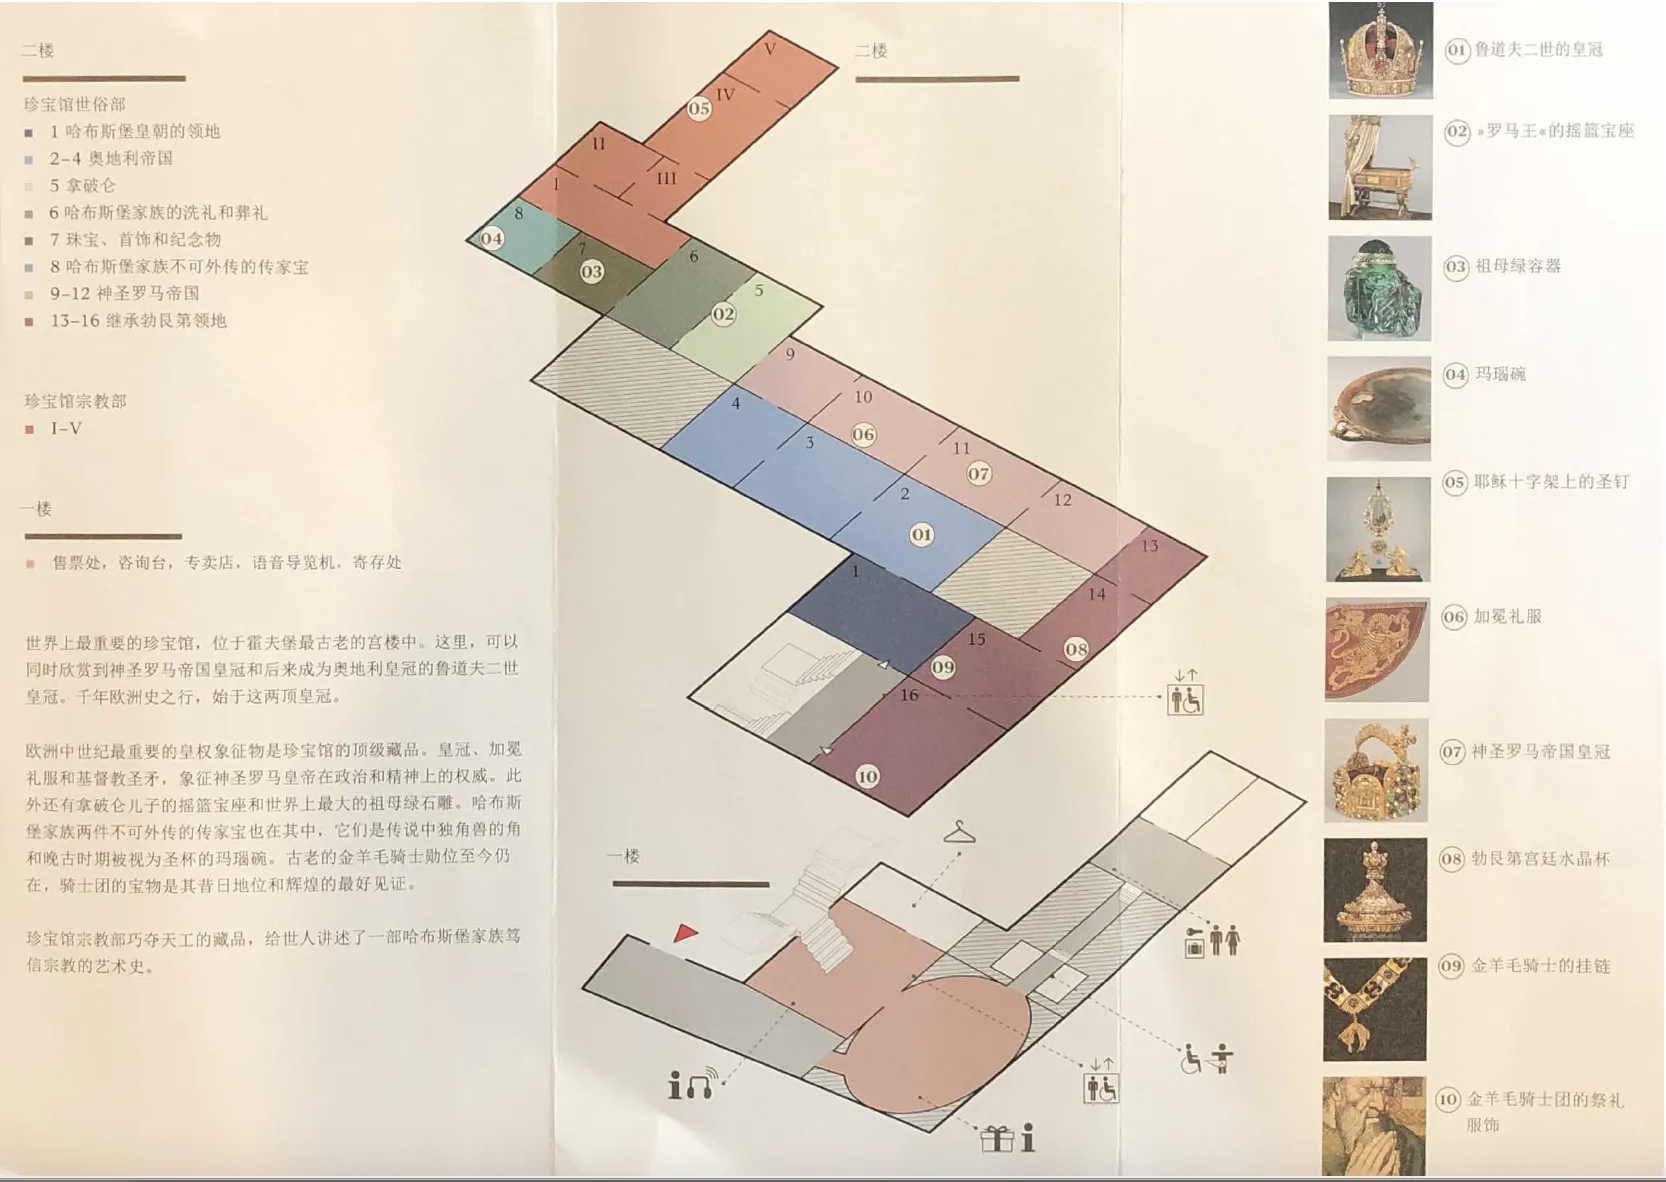 二楼
珍宝馆世俗部
1 哈布斯堡皇朝的领地
2–4 奥地利帝国
5 拿破仑
6 哈布斯堡家族的洗礼和葬礼
7 珠宝、首饰和纪念物
8 哈布斯堡家族不可外传的传家宝
9–12 神圣罗马帝国
13–16 继承勃艮第领地
珍宝馆宗教部
I–V
一楼
售票处，咨询台，专卖店，语音导览机，寄存处
世界上最重要的珍宝馆，位于霍夫堡最古老的宫楼中。这里，可以
同时欣赏到神圣罗马帝国皇冠和后来成为奥地利皇冠的鲁道夫二世
皇冠。千年欧洲史之行，始于这两顶皇冠。
欧洲中世纪最重要的皇权象征物是珍宝馆的顶级藏品。皇冠、加冕
礼服和基督教圣矛，象征神圣罗马皇帝在政治和精神上的权威。此
外还有拿破仑儿子的摇篮宝座和世界上最大的祖母绿石雕。哈布斯
堡家族两件不可外传的传家宝也在其中，它们是传说中独角兽的角
和晚古时期被视为圣杯的玛瑙碗。古老的金羊毛骑士勋位至今仍
在，骑士团的宝物是其昔日地位和辉煌的最好见证。
珍宝馆宗教部巧夺天工的藏品，给世人讲述了一部哈布斯堡家族笃
信宗教的艺术史。
二楼
V
IV
05
II
III
I
8
04
7
03
6
5
02
9
4
10
06
3
11
07
2
12
01
13
1
14
15
08
09
16
10
一楼
i
i
01 鲁道夫二世的皇冠
02 »罗马王«的摇篮宝座
03 祖母绿容器
04 玛瑙碗
05 耶稣十字架上的圣钉
06 加冕礼服
07 神圣罗马帝国皇冠
08 勃艮第宫廷水晶杯
09 金羊毛骑士的挂链
10 金羊毛骑士团的祭礼
服饰